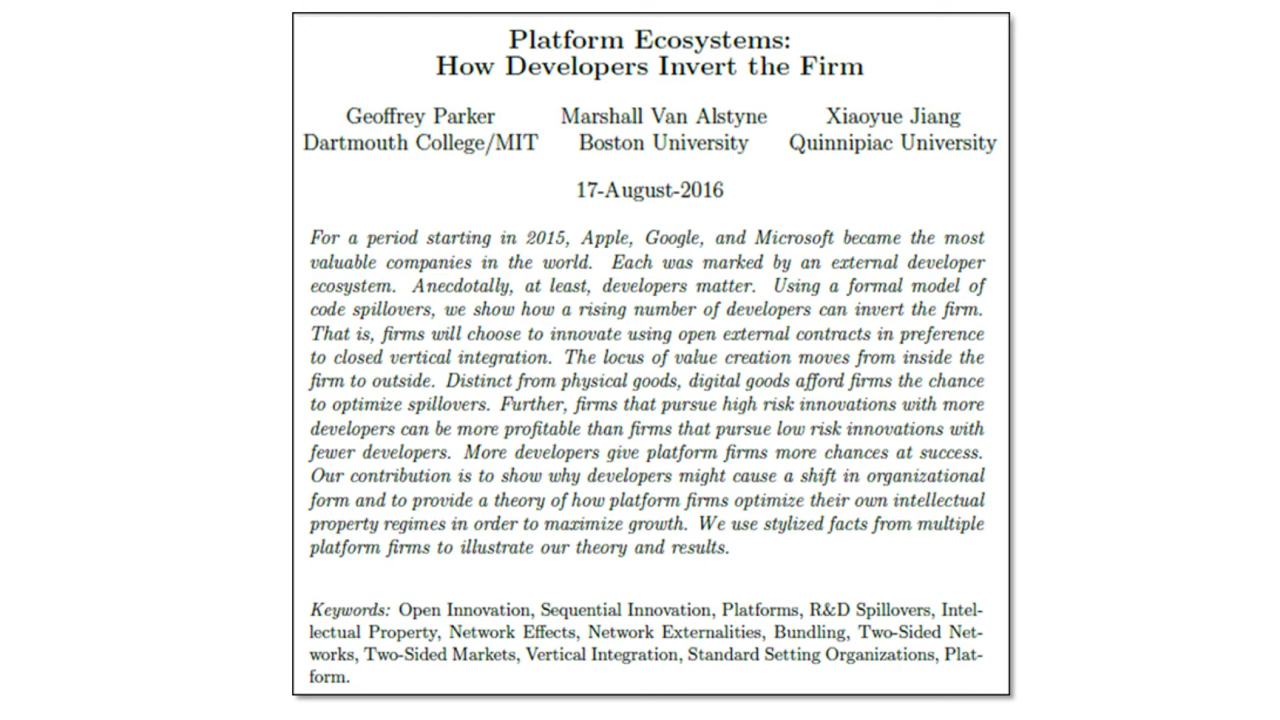 Platform Ecosystems:
How Developers Invert the Firm
Geoffrey Parker Marshall Van Alstyne Xiaoyue Jiang
Dartmouth College/MIT Boston University Quinnipiac University
17-August-2016
For a period starting in 2015, Apple, Google, and Microsoft became the most
valuable companies in the world. Each was marked by an external developer
ecosystem. Anecdotally, at least, developers matter. Using a formal model of
code spillovers, we show how a rising number of developers can invert the firm.
That is, firms will choose to innovate using open external contracts in preference
to closed vertical integration. The locus of value creation moves from inside the
firm to outside. Distinct from physical goods, digital goods afford firms the chance
to optimize spillovers. Further, firms that pursue high risk innovations with more
developers can be more profitable than firms that pursue low risk innovations with
fewer developers. More developers give platform firms more chances at success.
Our contribution is to show why developers might cause a shift in organizational
form and to provide a theory of how platform firms optimize their own intellectual
property regimes in order to maximize growth. We use stylized facts from multiple
platform firms to illustrate our theory and results.
Keywords: Open Innovation, Sequential Innovation, Platforms, R&D Spillovers, Intel-
lectual Property, Network Effects, Network Externalities, Bundling, Two-Sided Net-
works, Two-Sided Markets, Vertical Integration, Standard Setting Organizations, Plat-
form.